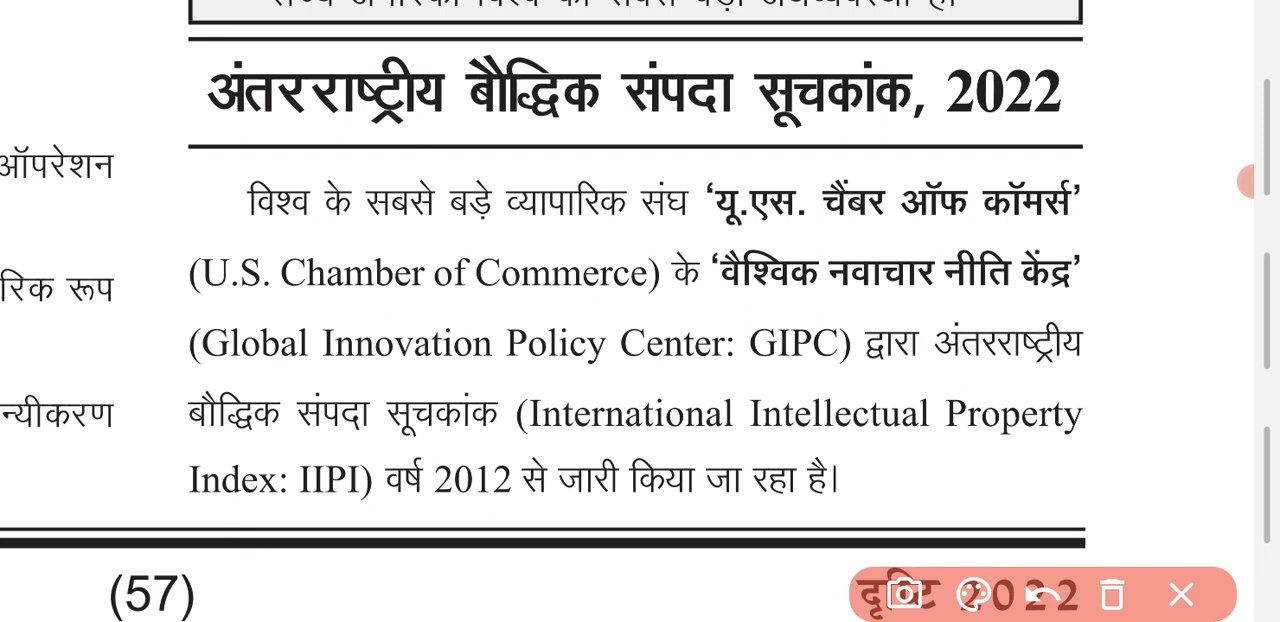 अंतरराष्ट्रीय बौद्धिक संपदा सूचकांक, 2022
ऑपरेशन
रिक रूप
न्यीकरण
विश्व के सबसे बड़े व्यापारिक संघ ‘यू.एस. चैंबर ऑफ कॉमर्स’
(U.S. Chamber of Commerce) के ‘वैश्विक नवाचार नीति केंद्र’
(Global Innovation Policy Center: GIPC) द्वारा अंतरराष्ट्रीय
बौद्धिक संपदा सूचकांक (International Intellectual Property
Index: IIPI) वर्ष 2012 से जारी किया जा रहा है।
(57)
दृष्टि 2022